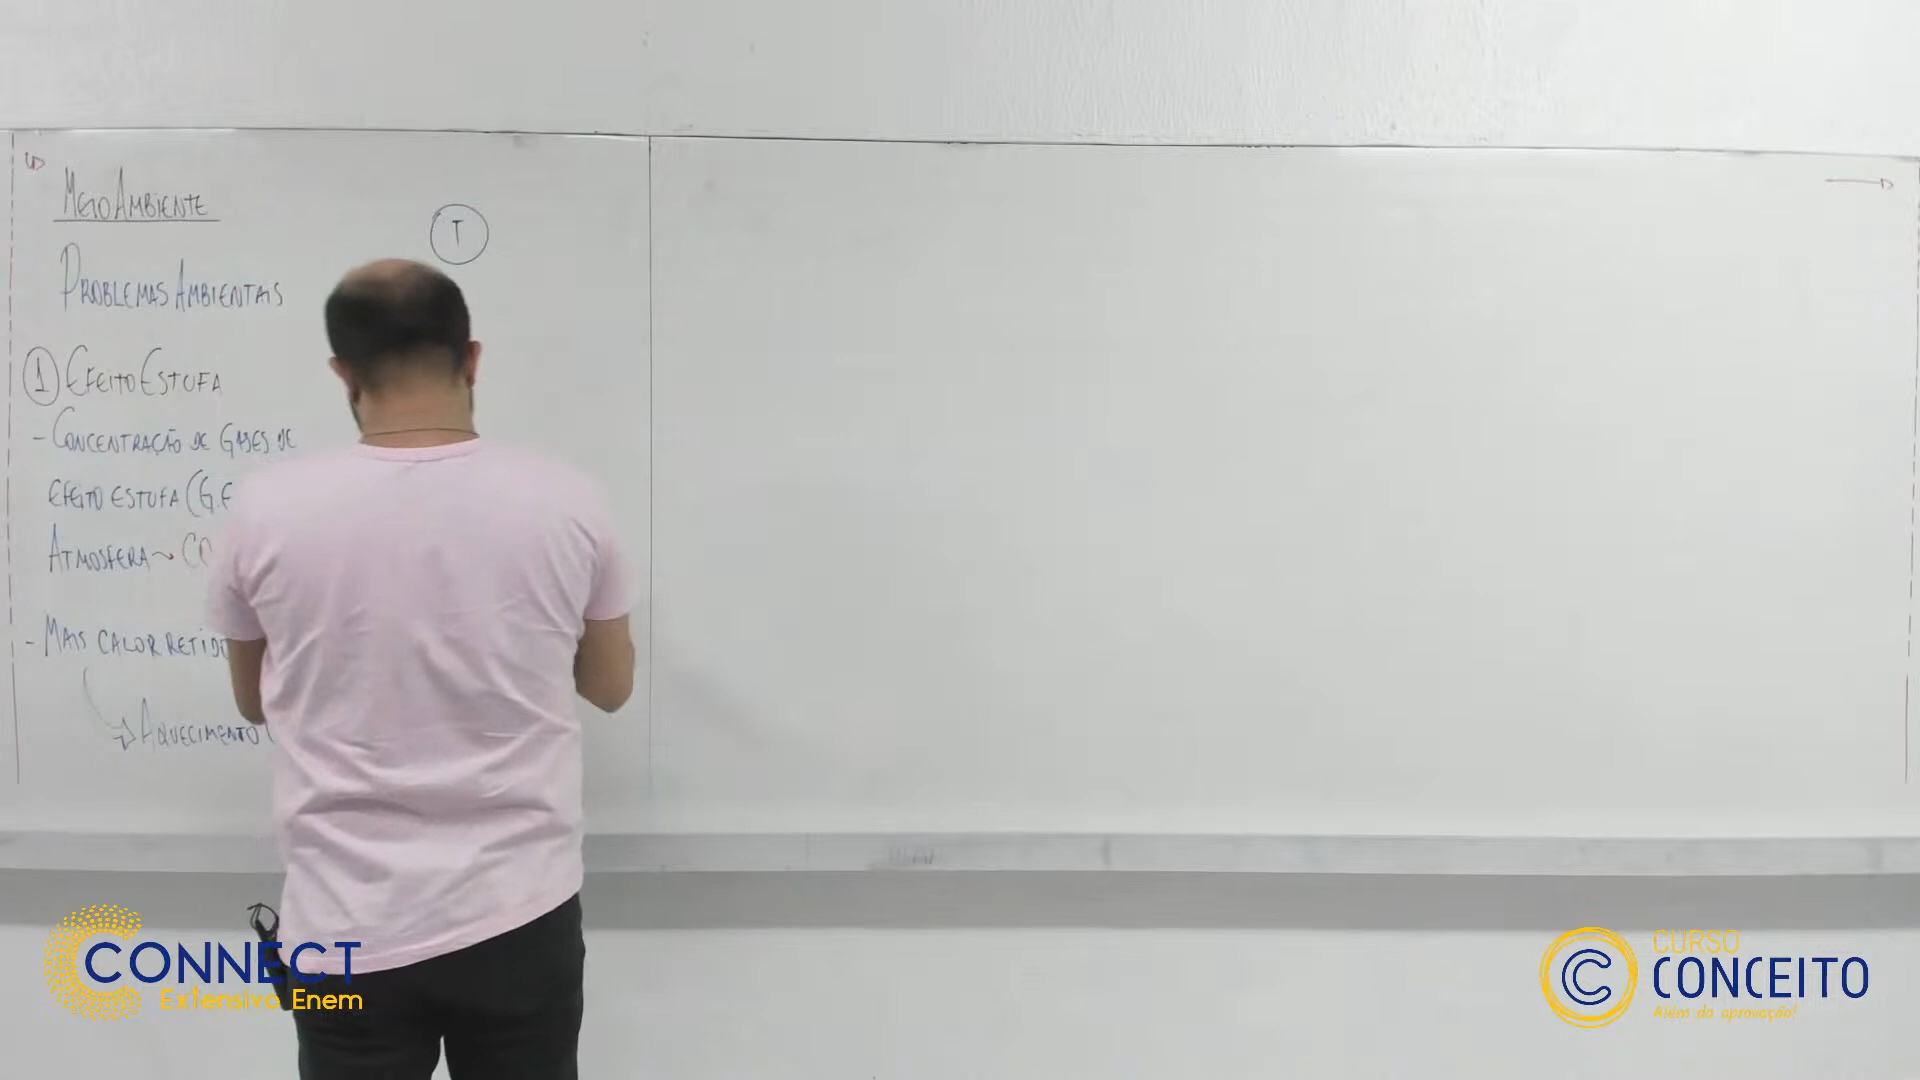 MEIO AMBIENTE
T
PROBLEMAS AMBIENTAIS
1 EFEITO ESTUFA
- CONCENTRAÇÃO DE GASES DE
EFEITO ESTUFA (G.E
ATMOSFERA ~ CO
- MAIS CALOR RETIDO
AQUECIMENTO
CONNECT
Extensivo Enem
CURSO
CONCEITO
Além da aprovação!